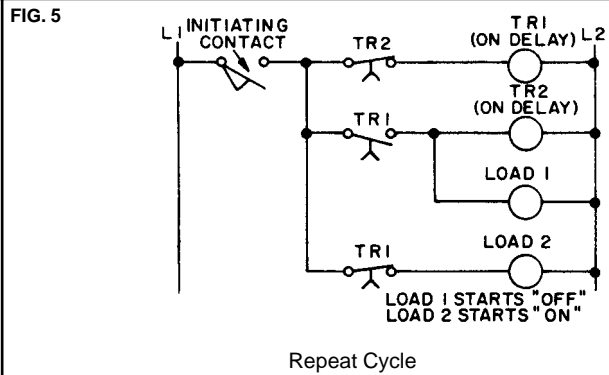 FIG. 5
L1
INITIATING
CONTACT
TR1
(ON DELAY)
L2
TR2
TR2
(ON DELAY)
TR1
LOAD 1
TR1
LOAD 2
LOAD 1 STARTS "OFF"
LOAD 2 STARTS "ON"
Repeat Cycle